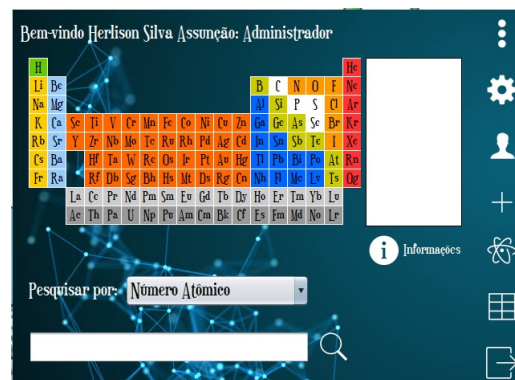 Bem-vindo Herlison Silva Assunção: Administrador
H He
Li Be B C N O F Ne
Na Mg Al Si P S Cl Ar
K Ca Sc Ti V Cr Mn Fe Co Ni Cu Zn Ga Ge As Se Br Kr
Rb Sr Y Zr Nb Mo Tc Ru Rh Pd Ag Cd In Sn Sb Te I Xe
Cs Ba Hf Ta W Re Os Ir Pt Au Hg Tl Pb Bi Po At Rn
Fr Ra Rf Db Sg Bh Hs Mt Ds Rg Cn Nh Fl Mc Lv Ts Og
La Ce Pr Nd Pm Sm Eu Gd Tb Dy Ho Er Tm Yb Lu
Ac Th Pa U Np Pu Am Cm Bk Cf Es Fm Md No Lr
Informações
Pesquisar por: Número Atômico